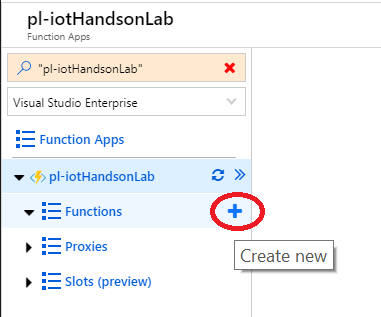 pl-iotHandsonLab
Function Apps
"pl-iotHandsonLab"
Visual Studio Enterprise
Function Apps
pl-iotHandsonLab
Functions
Create new
Proxies
Slots (preview)